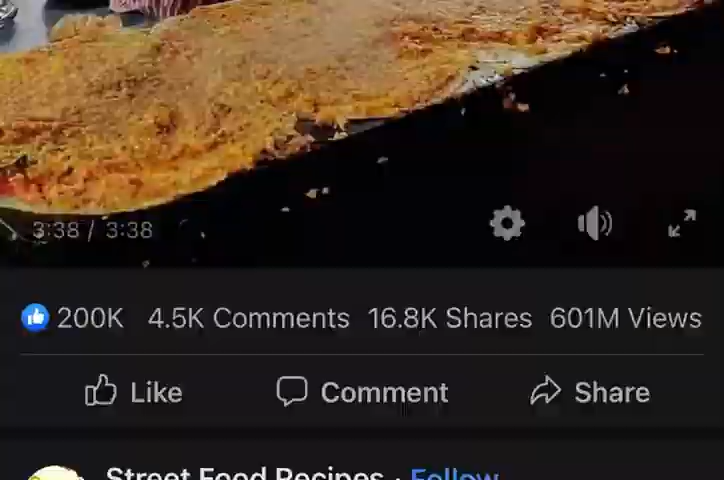 3:38 / 3:38
200K 4.5K Comments 16.8K Shares 601M Views
Like Comment Share
Street Food Recipes · Follow